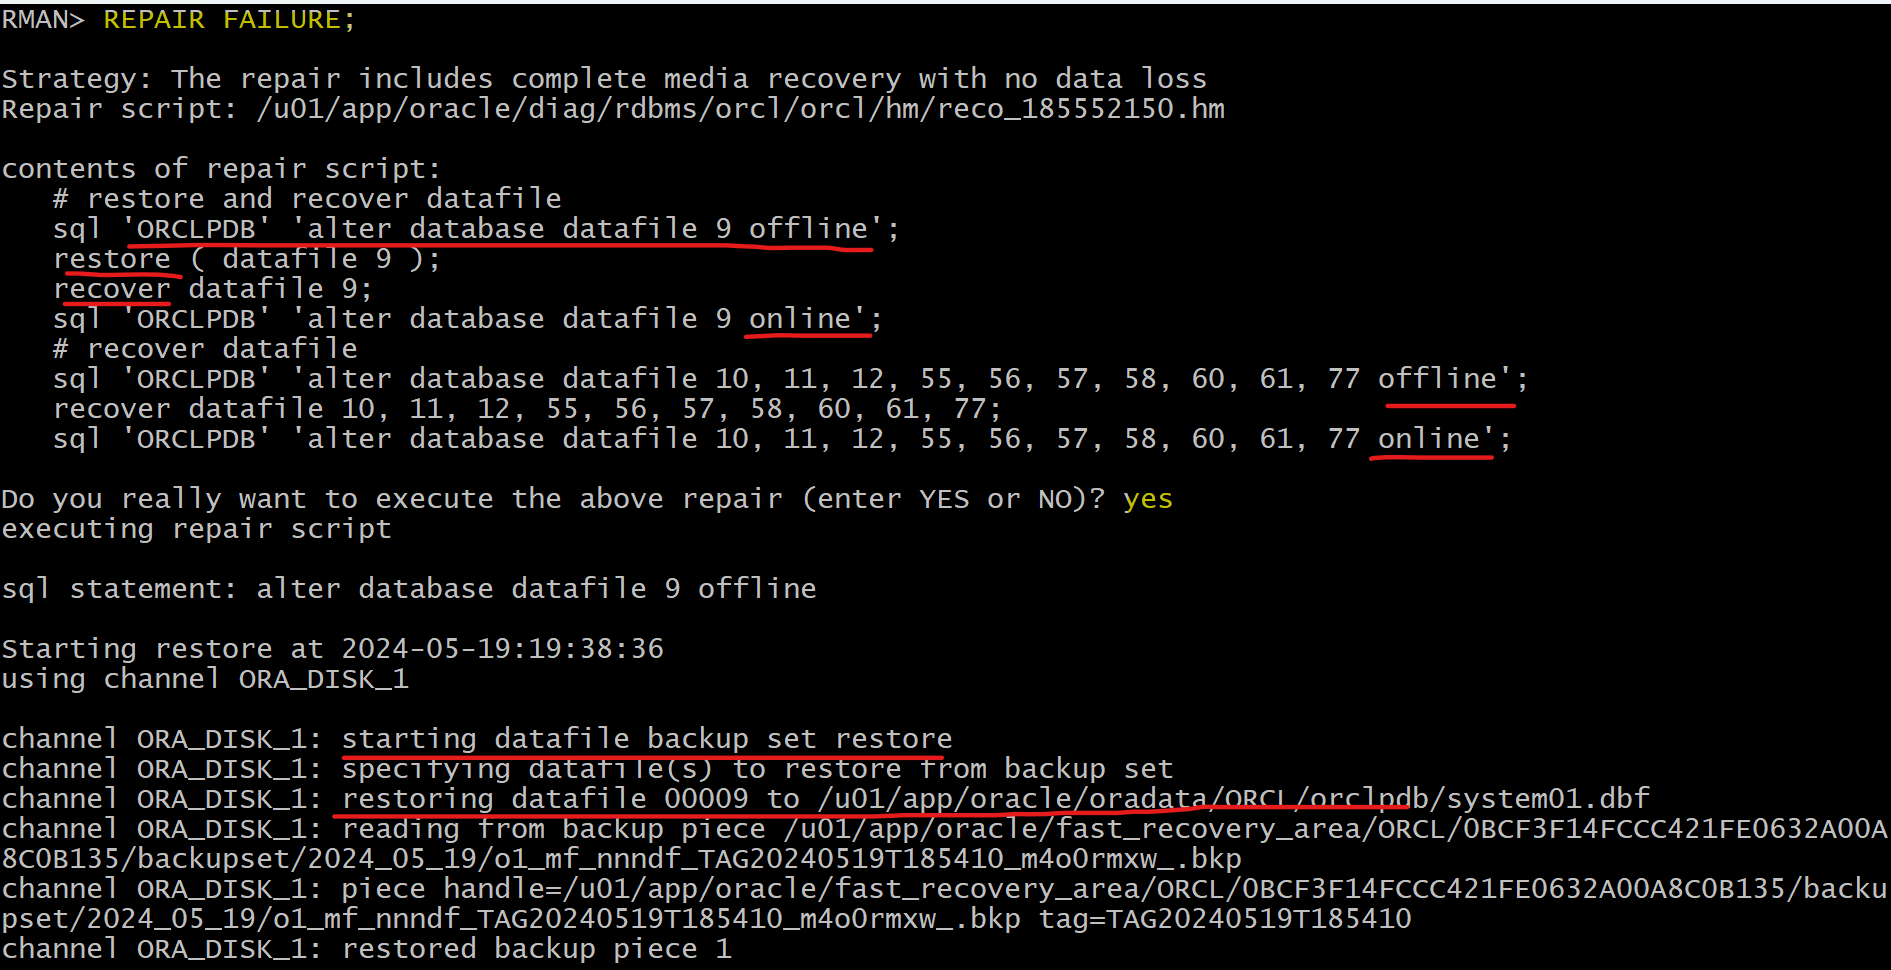 RMAN> REPAIR FAILURE;
Strategy: The repair includes complete media recovery with no data loss
Repair script: /u01/app/oracle/diag/rdbms/orcl/orcl/hm/reco_185552150.hm
contents of repair script:
   # restore and recover datafile
   sql 'ORCLPDB' 'alter database datafile 9 offline';
   restore ( datafile 9 );
   recover datafile 9;
   sql 'ORCLPDB' 'alter database datafile 9 online';
   # recover datafile
   sql 'ORCLPDB' 'alter database datafile 10, 11, 12, 55, 56, 57, 58, 60, 61, 77 offline';
   recover datafile 10, 11, 12, 55, 56, 57, 58, 60, 61, 77;
   sql 'ORCLPDB' 'alter database datafile 10, 11, 12, 55, 56, 57, 58, 60, 61, 77 online';
Do you really want to execute the above repair (enter YES or NO)? yes
executing repair script
sql statement: alter database datafile 9 offline
Starting restore at 2024-05-19:19:38:36
using channel ORA_DISK_1
channel ORA_DISK_1: starting datafile backup set restore
channel ORA_DISK_1: specifying datafile(s) to restore from backup set
channel ORA_DISK_1: restoring datafile 00009 to /u01/app/oracle/oradata/ORCL/orclpdb/system01.dbf
channel ORA_DISK_1: reading from backup piece /u01/app/oracle/fast_recovery_area/ORCL/0BCF3F14FCCC421FE0632A00A
8C0B135/backupset/2024_05_19/o1_mf_nnndf_TAG20240519T185410_m4o0rmxw_.bkp
channel ORA_DISK_1: piece handle=/u01/app/oracle/fast_recovery_area/ORCL/0BCF3F14FCCC421FE0632A00A8C0B135/backu
pset/2024_05_19/o1_mf_nnndf_TAG20240519T185410_m4o0rmxw_.bkp tag=TAG20240519T185410
channel ORA_DISK_1: restored backup piece 1